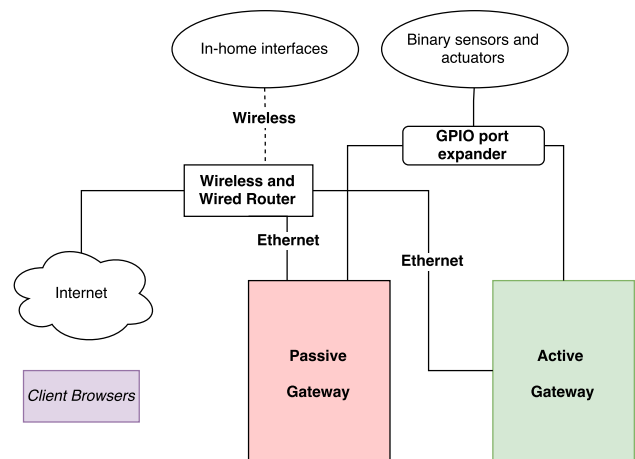 In-home interfaces
Binary sensors and
actuators
Wireless
GPIO port
expander
Wireless and
Wired Router
Ethernet
Ethernet
Internet
Passive
Gateway
Active
Gateway
Client Browsers